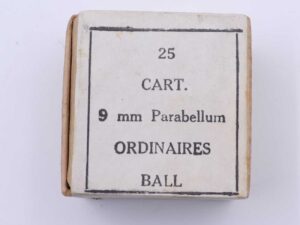 25
CART.
9 mm Parabellum
ORDINAIRES
BALL